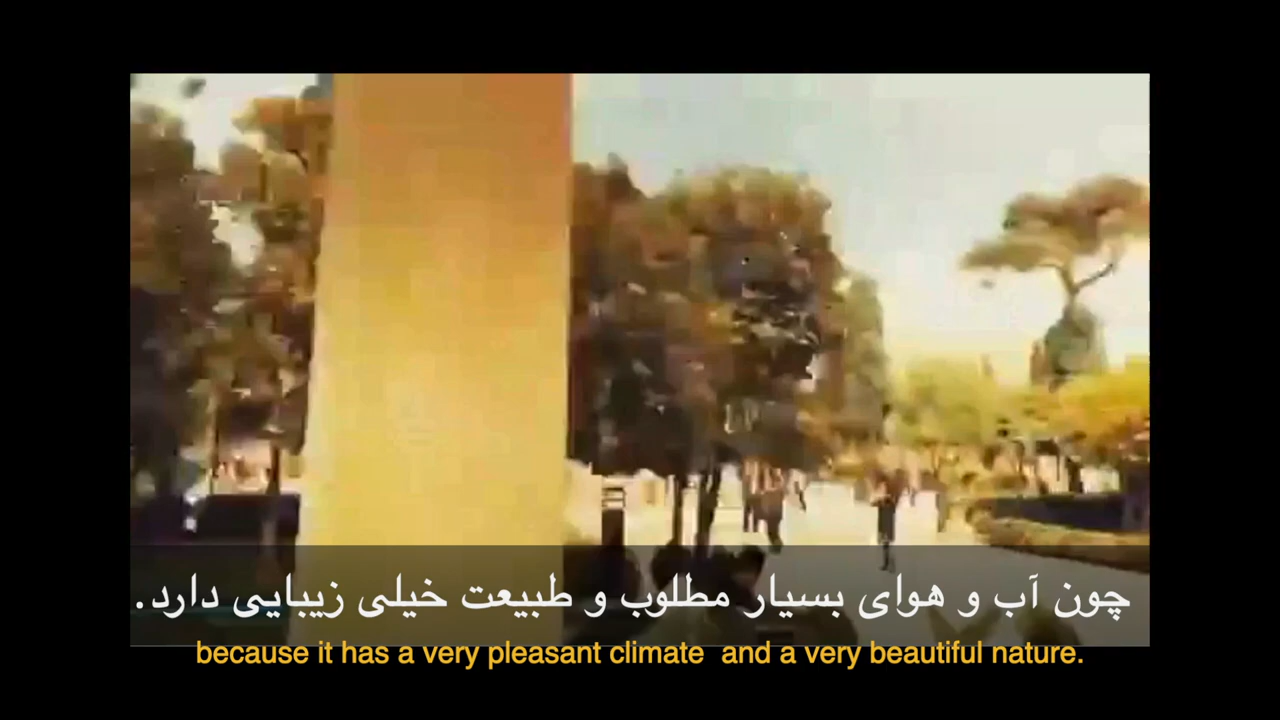 چون آب و هوای بسیار مطلوب و طبیعت خیلی زیبایی دارد.
because it has a very pleasant climate and a very beautiful nature.